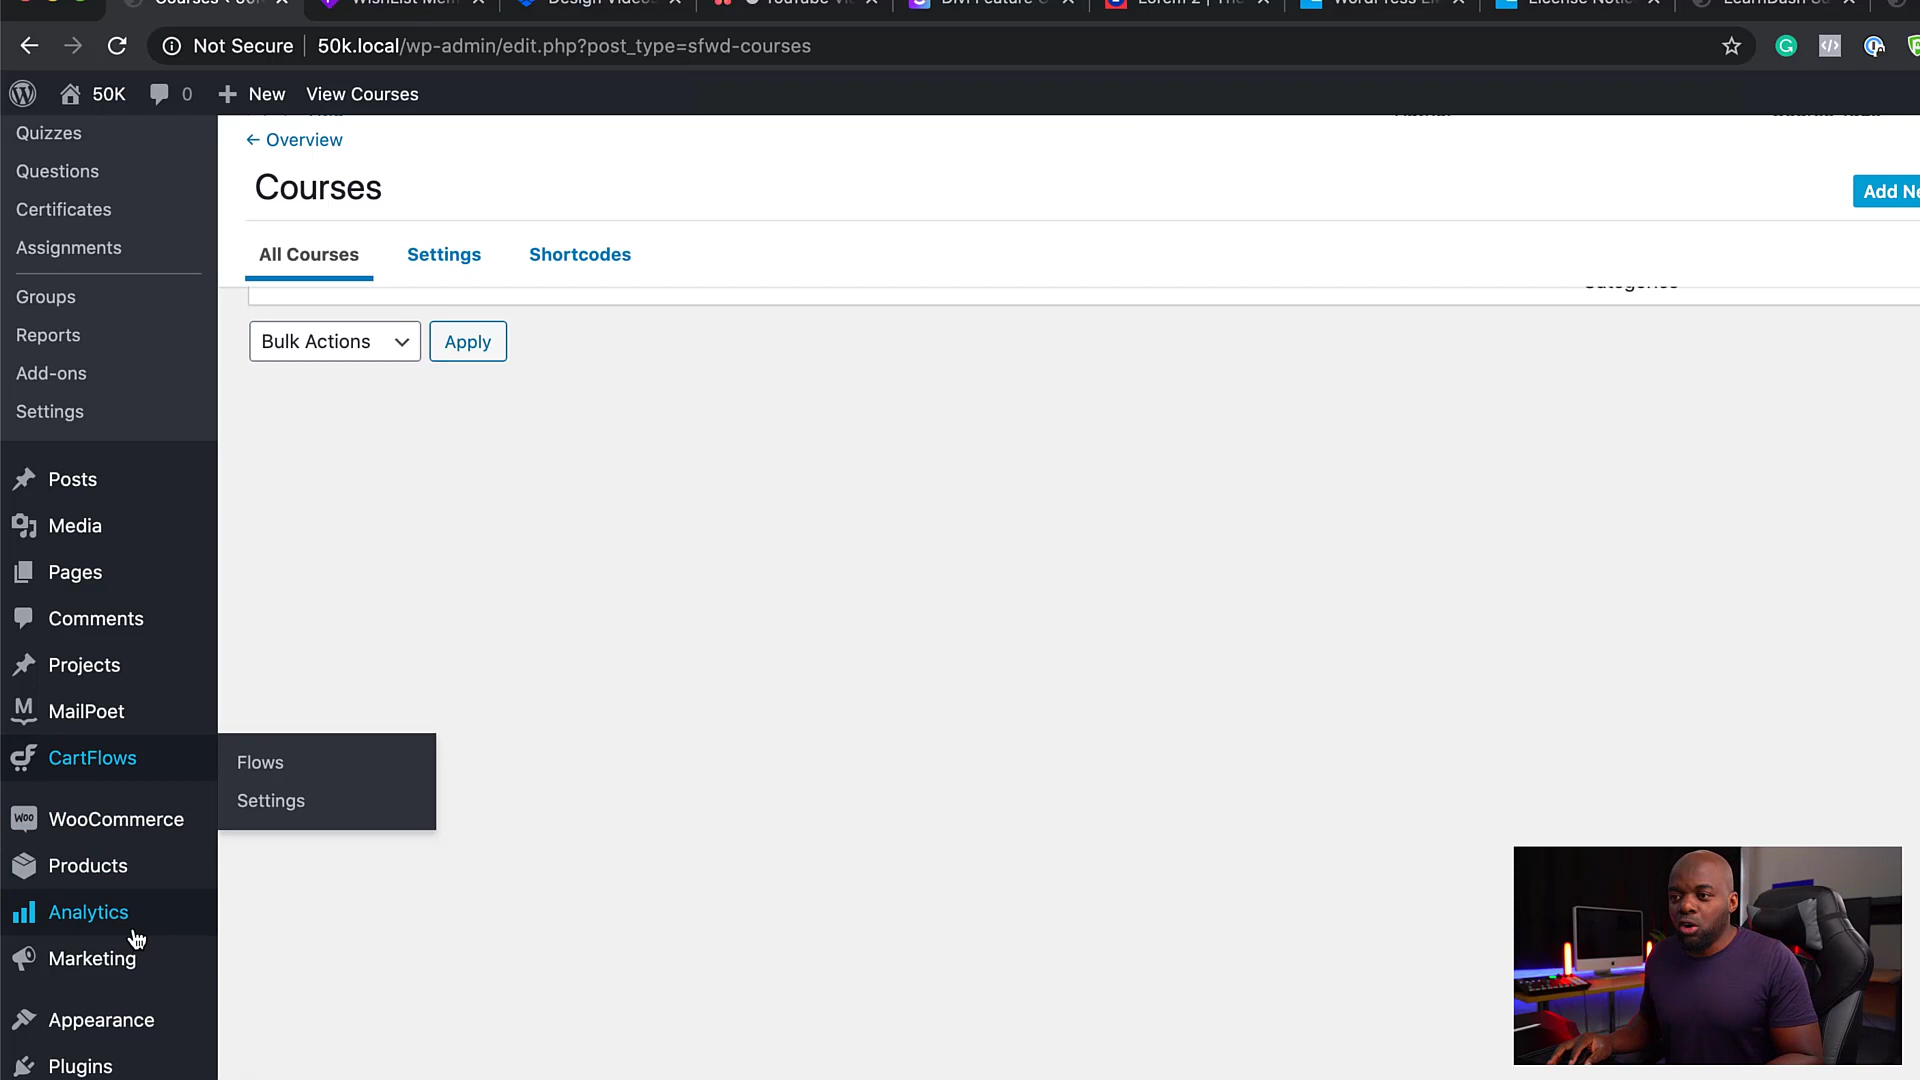 Not Secure 50k.local/wp-admin/edit.php?post_type=sfwd-courses
50K 0 New View Courses
Quizzes
Questions
Certificates
Assignments
Groups
Reports
Add-ons
Settings
Posts
Media
Pages
Comments
Projects
MailPoet
CartFlows
WooCommerce
Products
Analytics
Marketing
Appearance
Plugins
Flows
Settings
← Overview
Courses
Add Ne
All Courses Settings Shortcodes
Bulk Actions Apply